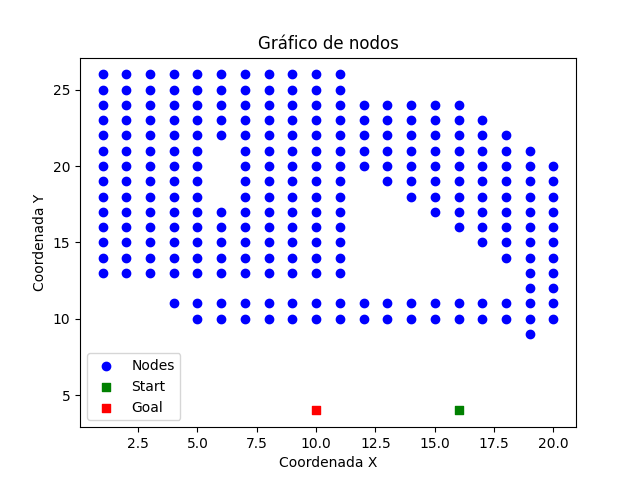 Gráfico de nodos
Coordenada Y
25
20
15
10
5
Nodes
Start
Goal
2.5 5.0 7.5 10.0 12.5 15.0 17.5 20.0
Coordenada X